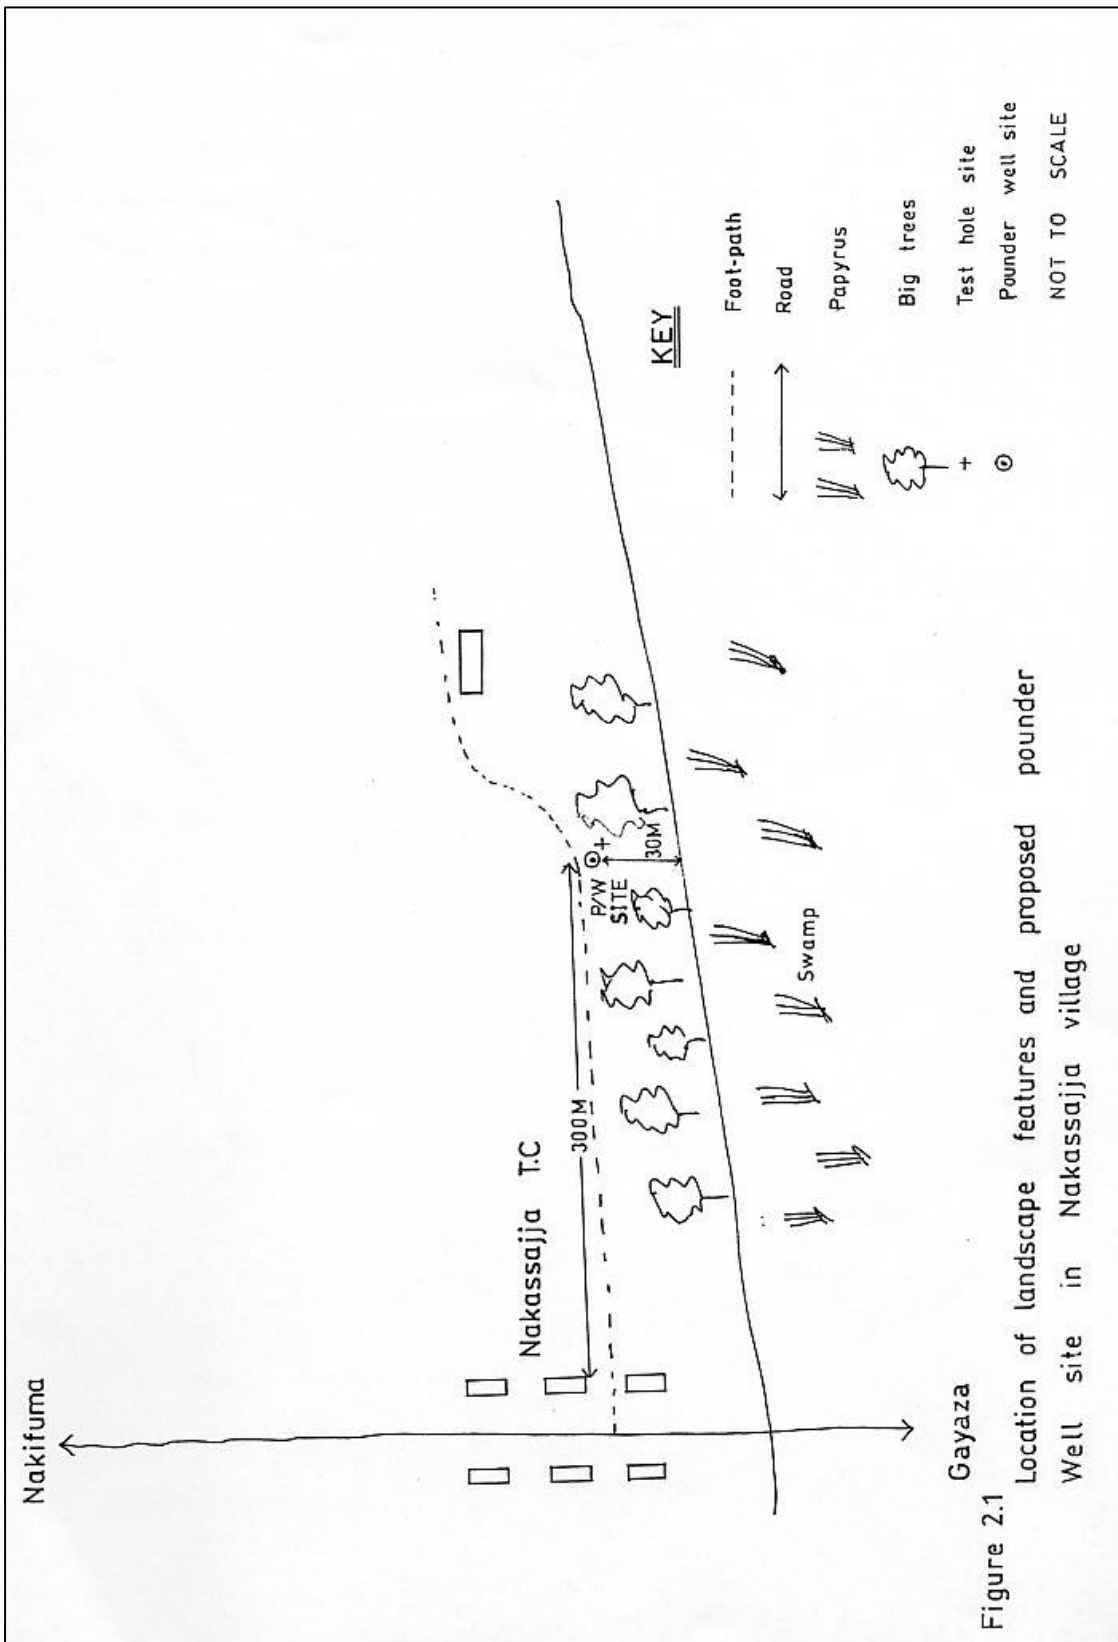 Nakifuma
Nakassajja T.C
300M
P/W
SITE
30M
Swamp
Gayaza
KEY
Foot-path
Road
Papyrus
Big trees
Test hole site
Pounder well site
NOT TO SCALE
Figure 2.1
Location of landscape features and proposed pounder
Well site in Nakassajja village